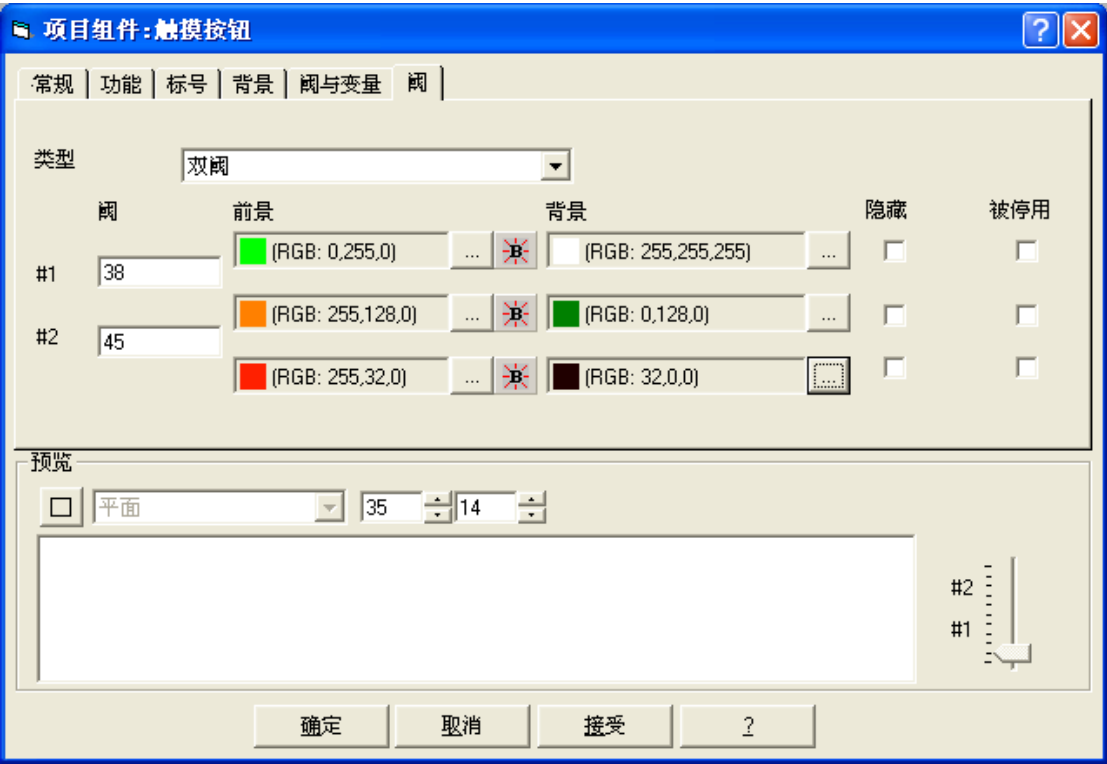 项目组件:触摸按钮
常规 功能 标号 背景 阈与变量 阈
类型 双阈
阈 前景 背景 隐藏 被停用
#1 38 (RGB: 0,255,0) ... B (RGB: 255,255,255) ...
#2 45 (RGB: 255,128,0) ... B (RGB: 0,128,0) ...
(RGB: 255,32,0) ... B (RGB: 32,0,0) ...
预览
平面 35 14
#2
#1
确定 取消 接受 ?